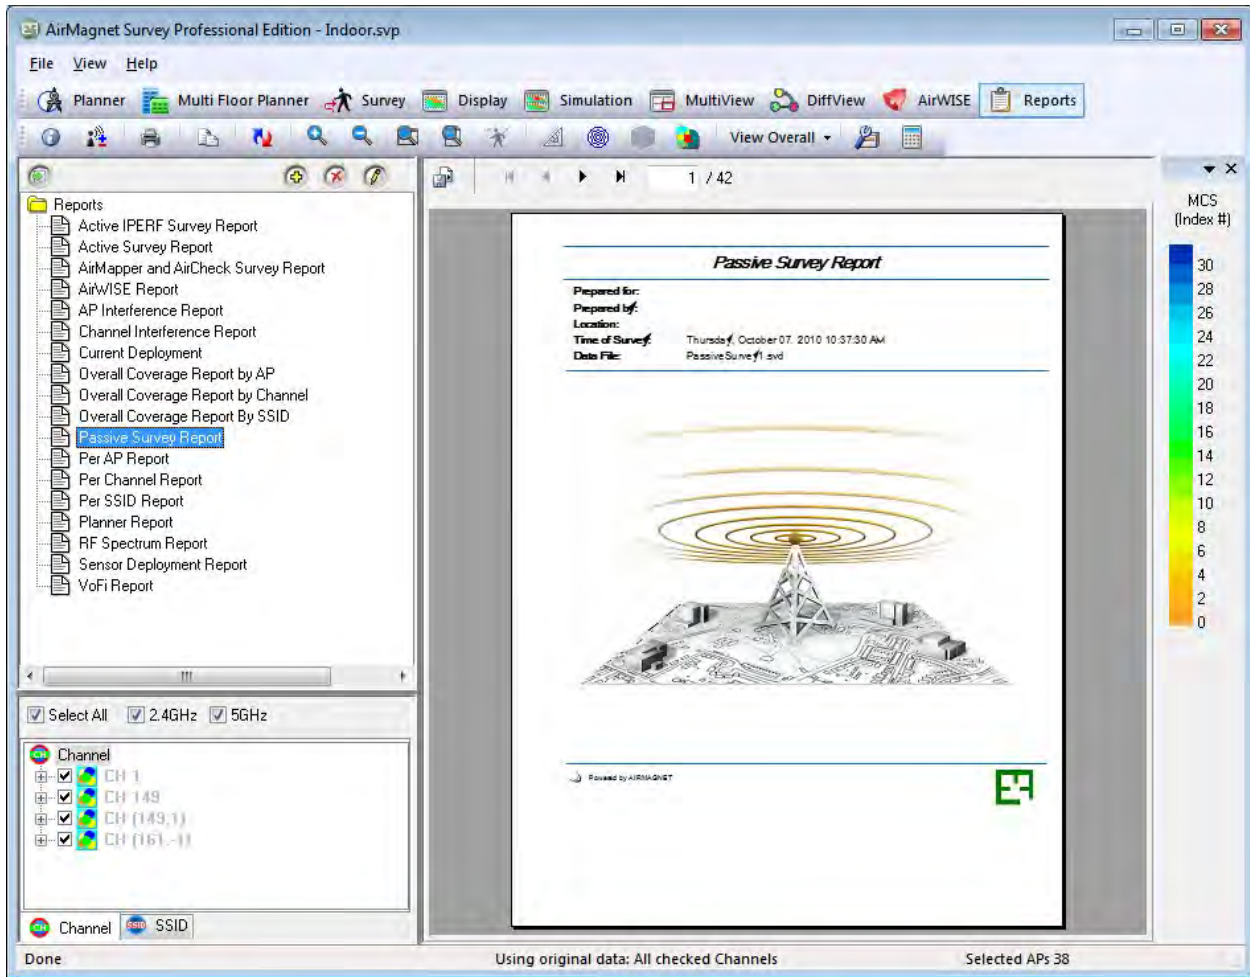 AirMagnet Survey Professional Edition - Indoor.svp
File View Help
Planner Multi Floor Planner Survey Display Simulation MultiView DiffView AirWISE Reports
View Overall
1 / 42
Reports
Active IPERF Survey Report
Active Survey Report
AirMapper and AirCheck Survey Report
AirWISE Report
AP Interference Report
Channel Interference Report
Current Deployment
Overall Coverage Report by AP
Overall Coverage Report by Channel
Overall Coverage Report By SSID
Passive Survey Report
Per AP Report
Per Channel Report
Per SSID Report
Planner Report
RF Spectrum Report
Sensor Deployment Report
VoFi Report
Select All 2.4GHz 5GHz
CH Channel
CH 1
CH 149
CH (149,1)
CH (161,-1)
CH Channel SSID SSID
Passive Survey Report
Prepared for:
Prepared by:
Location:
Time of Survey: Thursday, October 07, 2010 10:37:30 AM
Data File: PassiveSurvey1.svd
Powered by AIRMAGNET
MCS
(Index #)
30
28
26
24
22
20
18
16
14
12
10
8
6
4
2
0
Done
Using original data: All checked Channels
Selected APs 38